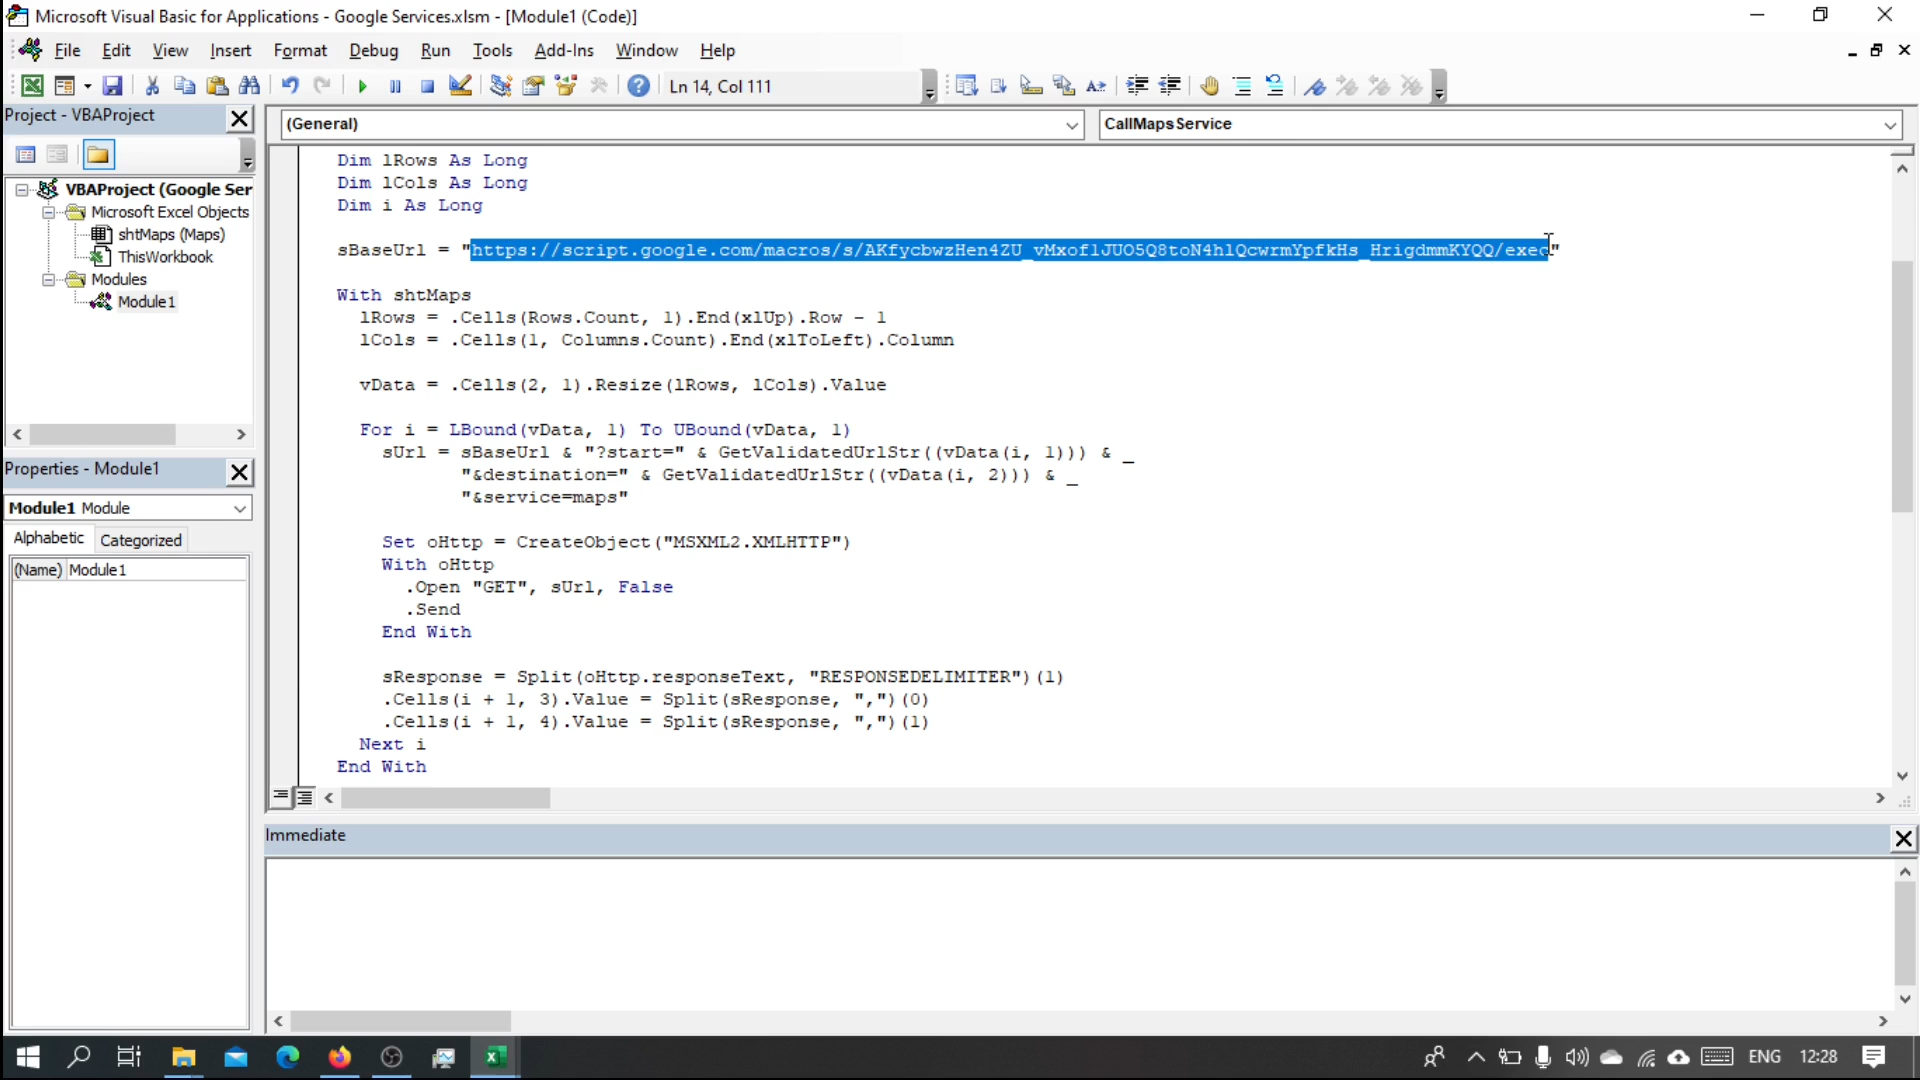 Microsoft Visual Basic for Applications - Google Services.xlsm - [Module1 (Code)]
File Edit View Insert Format Debug Run Tools Add-Ins Window Help
Ln 14, Col 111
Project - VBAProject
(General)
CallMapsService
VBAProject (Google Ser
Microsoft Excel Objects
shtMaps (Maps)
ThisWorkbook
Modules
Module1
Properties - Module1
Module1 Module
Alphabetic Categorized
(Name) Module1
Dim lRows As Long
Dim lCols As Long
Dim i As Long
sBaseUrl = "https://script.google.com/macros/s/AKfycbwzHen4ZU_vMxof1JUO5Q8toN4hlQcwrmYpfkHs_HrigdmmKYQQ/exec"
With shtMaps
lRows = .Cells(Rows.Count, 1).End(xlUp).Row - 1
lCols = .Cells(1, Columns.Count).End(xlToLeft).Column
vData = .Cells(2, 1).Resize(lRows, lCols).Value
For i = LBound(vData, 1) To UBound(vData, 1)
sUrl = sBaseUrl & "?start=" & GetValidatedUrlStr((vData(i, 1))) & _
"&destination=" & GetValidatedUrlStr((vData(i, 2))) & _
"&service=maps"
Set oHttp = CreateObject("MSXML2.XMLHTTP")
With oHttp
.Open "GET", sUrl, False
.Send
End With
sResponse = Split(oHttp.responseText, "RESPONSEDELIMITER")(1)
.Cells(i + 1, 3).Value = Split(sResponse, ",")(0)
.Cells(i + 1, 4).Value = Split(sResponse, ",")(1)
Next i
End With
Immediate
ENG 12:28